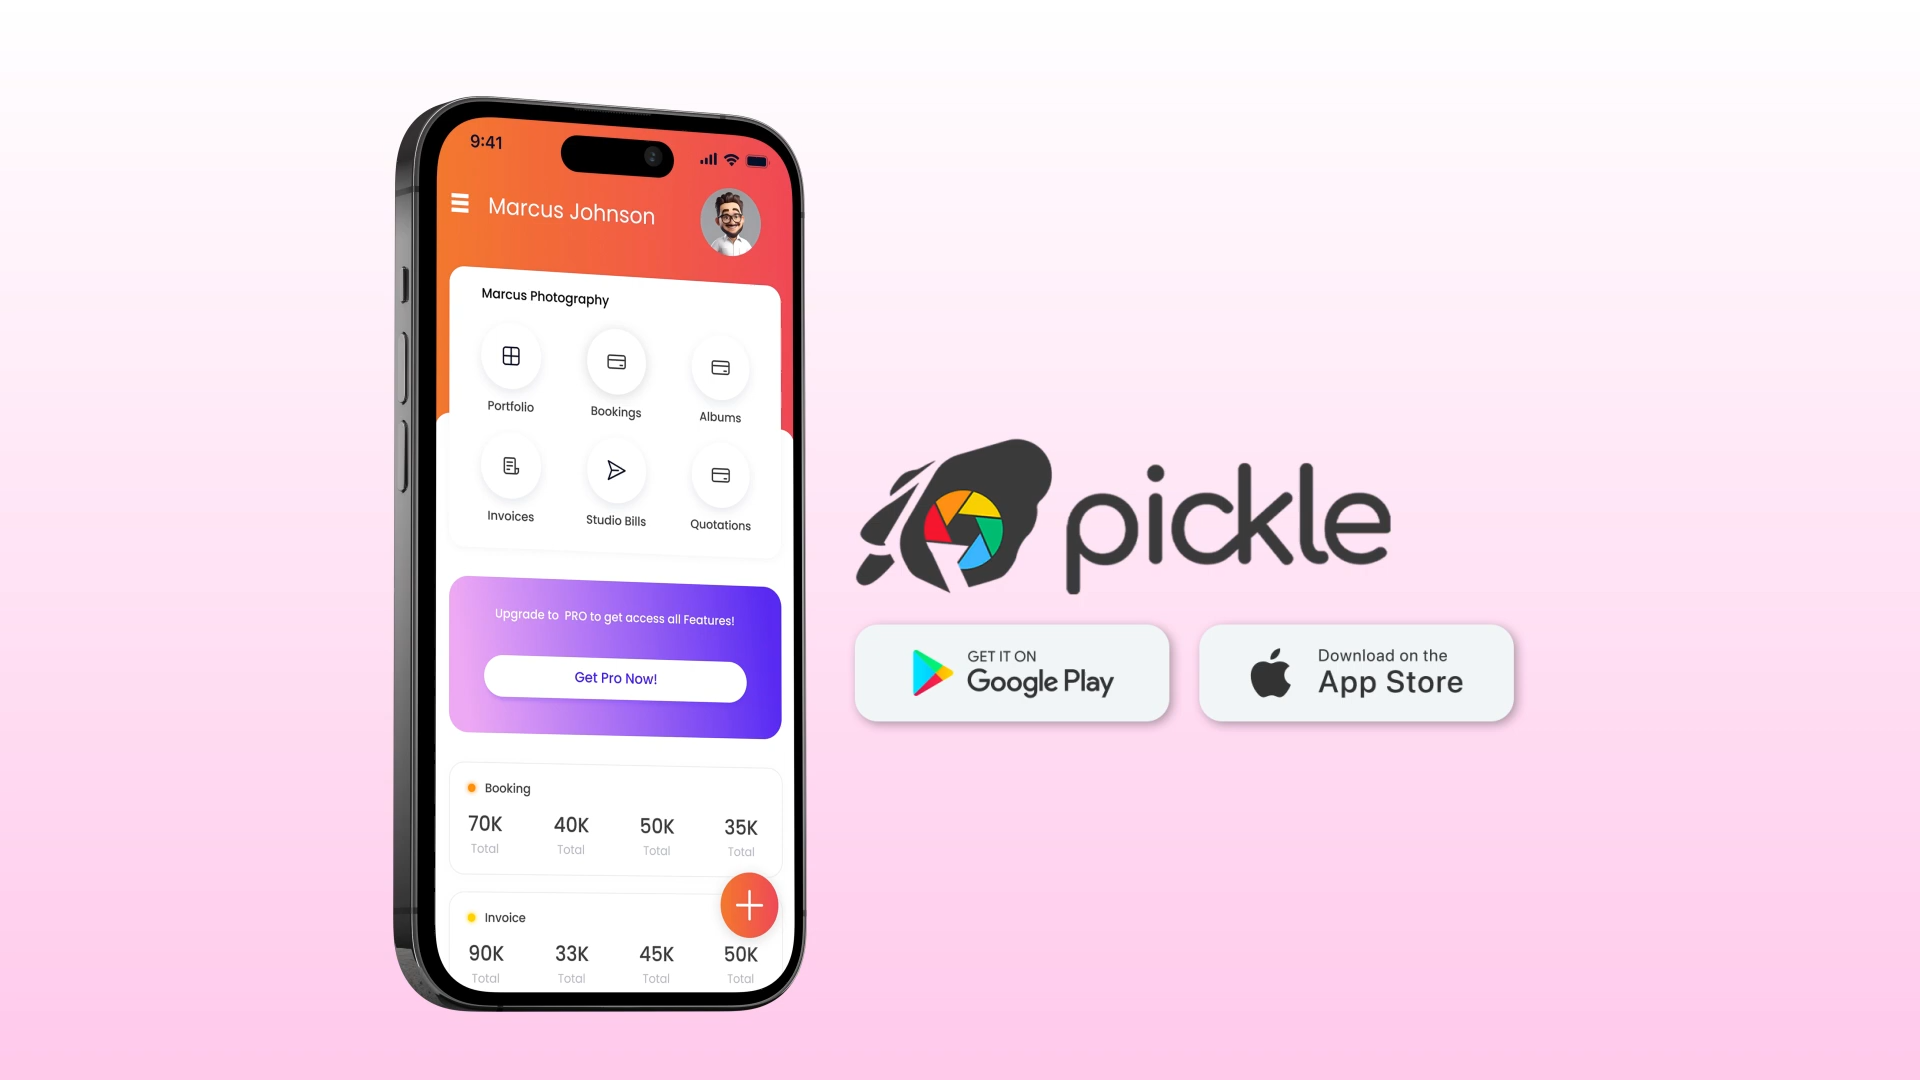 9:41
Marcus Johnson
Marcus Photography
Portfolio
Bookings
Albums
Invoices
Studio Bills
Quotations
Upgrade to PRO to get access all Features!
Get Pro Now!
Booking
70K 40K 50K 35K
Total Total Total Total
Invoice
90K 33K 45K 50K
Total Total Total Total
pickle
GET IT ON
Google Play
Download on the
App Store